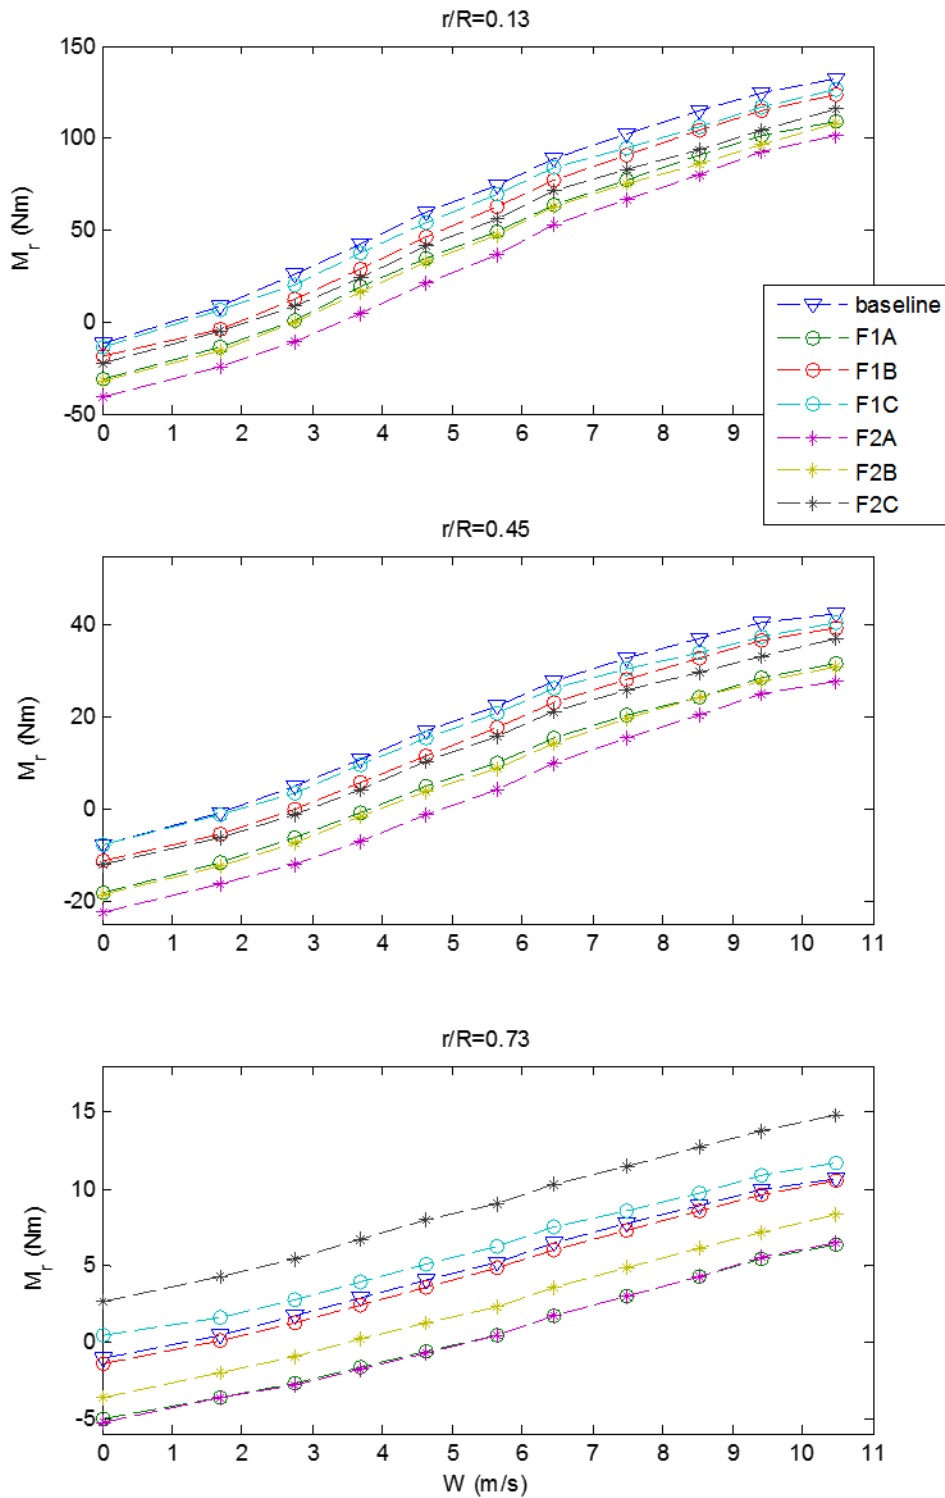 r/R=0.13
150
100
50
0
-50
M_r (Nm)
0 1 2 3 4 5 6 7 8 9
baseline
F1A
F1B
F1C
F2A
F2B
F2C
r/R=0.45
40
20
0
-20
M_r (Nm)
0 1 2 3 4 5 6 7 8 9 10 11
r/R=0.73
15
10
5
0
-5
M_r (Nm)
0 1 2 3 4 5 6 7 8 9 10 11
W (m/s)